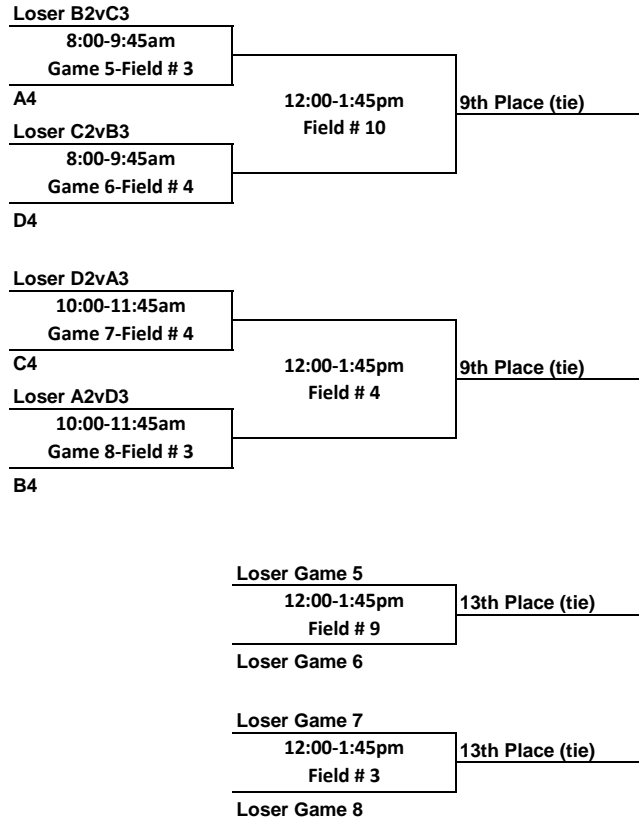 Loser B2vC3
8:00-9:45am
Game 5-Field # 3
A4
12:00-1:45pm
Field # 10
9th Place (tie)
Loser C2vB3
8:00-9:45am
Game 6-Field # 4
D4
Loser D2vA3
10:00-11:45am
Game 7-Field # 4
C4
12:00-1:45pm
Field # 4
9th Place (tie)
Loser A2vD3
10:00-11:45am
Game 8-Field # 3
B4
Loser Game 5
12:00-1:45pm
Field # 9
13th Place (tie)
Loser Game 6
Loser Game 7
12:00-1:45pm
Field # 3
13th Place (tie)
Loser Game 8